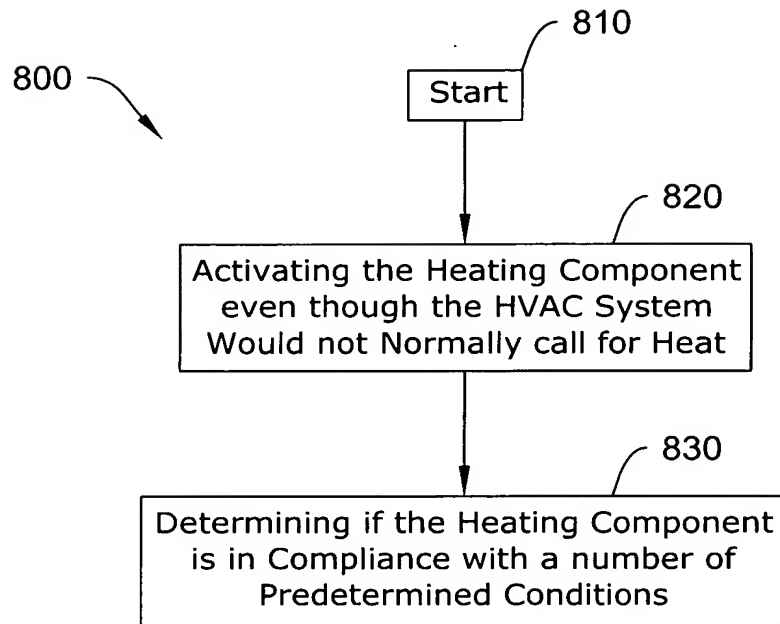 810
800
Start
820
Activating the Heating Component
even though the HVAC System
Would not Normally call for Heat
830
Determining if the Heating Component
is in Compliance with a number of
Predetermined Conditions